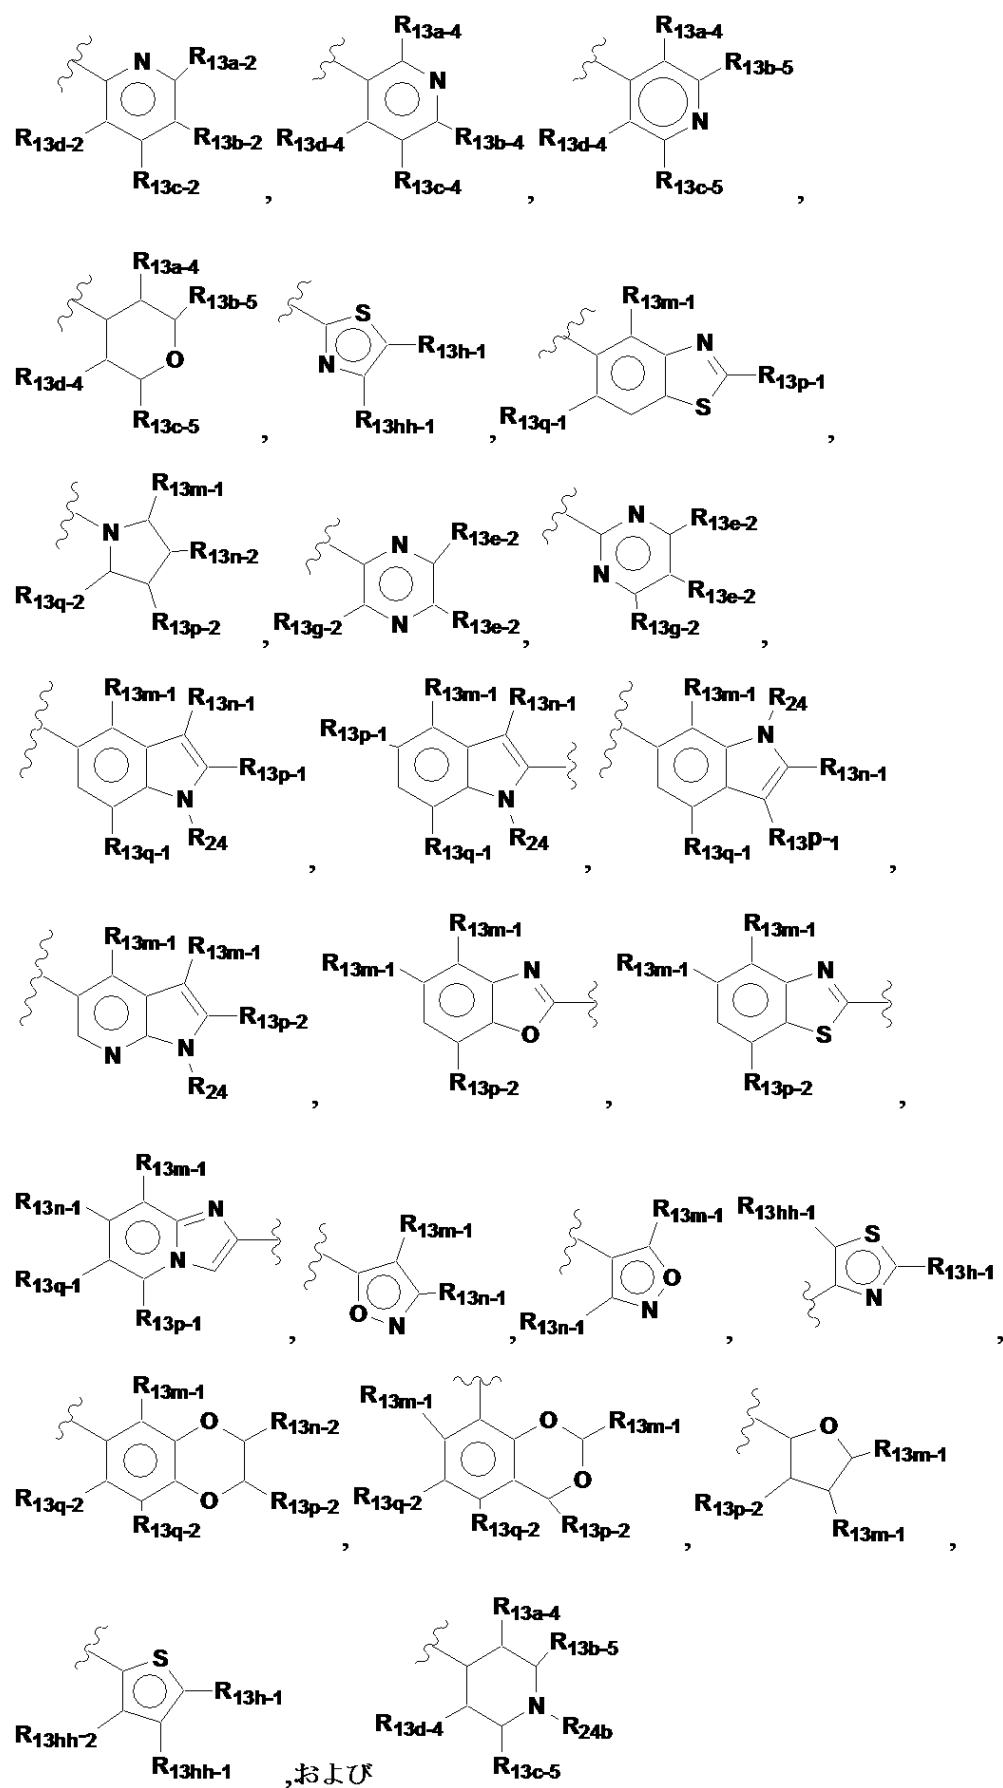 N R13a-2 R13d-2 R13b-2 R13c-2 ,
R13a-4 N R13d-4 R13b-4 R13c-4 ,
R13a-4 R13b-5 N R13d-4 R13c-5 ,
R13a-4 R13b-5 O R13d-4 R13c-5 ,
S N R13h-1 R13hh-1 ,
R13m-1 N R13p-1 S R13q-1 ,
R13m-1 N R13n-2 R13q-2 R13p-2 ,
N R13e-2 R13g-2 N R13e-2 ,
N R13e-2 N R13e-2 R13g-2 ,
R13m-1 R13n-1 R13p-1 N R13q-1 R24 ,
R13m-1 R13n-1 R13p-1 N R13q-1 R24 ,
R13m-1 R24 N R13n-1 R13q-1 R13p-1 ,
R13m-1 R13m-1 R13p-2 N N R24 ,
R13m-1 R13m-1 N O R13p-2 ,
R13m-1 R13m-1 N S R13p-2 ,
R13m-1 R13n-1 N N R13q-1 R13p-1 ,
R13m-1 R13n-1 O N ,
R13m-1 O N R13n-1 ,
R13hh-1 S R13h-1 N ,
R13m-1 O R13n-2 R13q-2 O R13p-2 R13q-2 ,
R13m-1 O R13m-1 O R13q-2 R13q-2 R13p-2 ,
O R13m-1 R13p-2 R13m-1 ,
S R13h-1 R13hh-2 R13hh-1 ,および
R13a-4 R13b-5 N R13d-4 R24b R13c-5